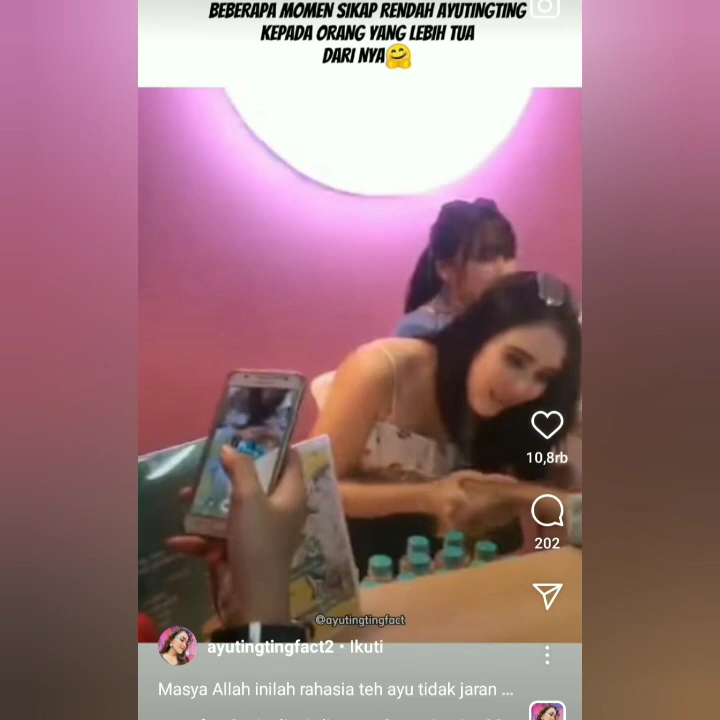 BEBERAPA MOMEN SIKAP RENDAH AYUTINGTING
KEPADA ORANG YANG LEBIH TUA
DARI NYA🤗
10,8rb
202
@ayutingtingfact
ayutingtingfact2 • Ikuti
Masya Allah inilah rahasia teh ayu tidak jaran ...